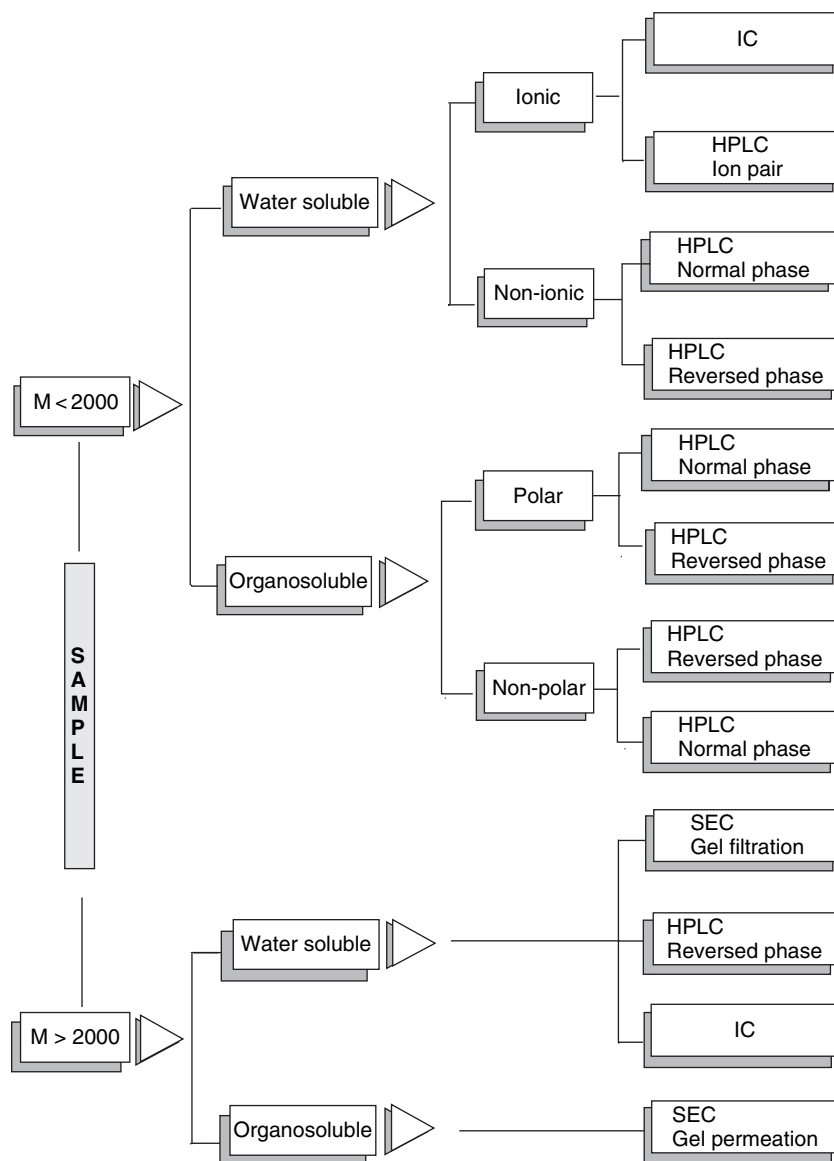 IC
Ionic
HPLC
Ion pair
Water soluble
HPLC
Normal phase
Non-ionic
HPLC
Reversed phase
M < 2000
HPLC
Normal phase
Polar
HPLC
Reversed phase
Organosoluble
HPLC
Reversed phase
Non-polar
HPLC
Normal phase
SAMPLE
SEC
Gel filtration
Water soluble
HPLC
Reversed phase
M > 2000
IC
Organosoluble
SEC
Gel permeation